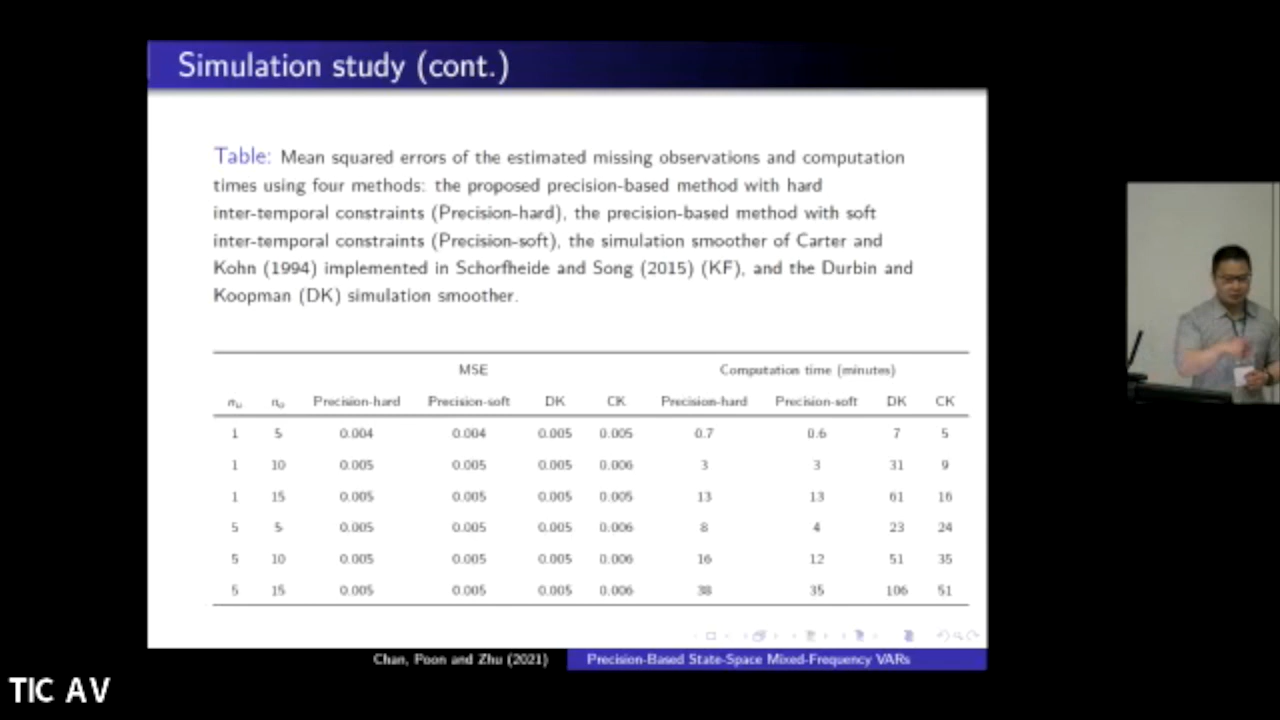 Simulation study (cont.)
Table: Mean squared errors of the estimated missing observations and computation
times using four methods: the proposed precision-based method with hard
inter-temporal constraints (Precision-hard), the precision-based method with soft
inter-temporal constraints (Precision-soft), the simulation smoother of Carter and
Kohn (1994) implemented in Schorfheide and Song (2015) (KF), and the Durbin and
Koopman (DK) simulation smoother.
MSE Computation time (minutes)
nᵤ nₒ Precision-hard Precision-soft DK CK Precision-hard Precision-soft DK CK
1 5 0.004 0.004 0.005 0.005 0.7 0.6 7 5
1 10 0.005 0.005 0.005 0.006 3 3 31 9
1 15 0.005 0.005 0.005 0.005 13 13 61 16
5 5 0.005 0.005 0.005 0.006 8 4 23 24
5 10 0.005 0.005 0.005 0.006 16 12 51 35
5 15 0.005 0.005 0.005 0.006 38 35 106 51
Chan, Poon and Zhu (2021) Precision-Based State-Space Mixed-Frequency VARs
TIC AV